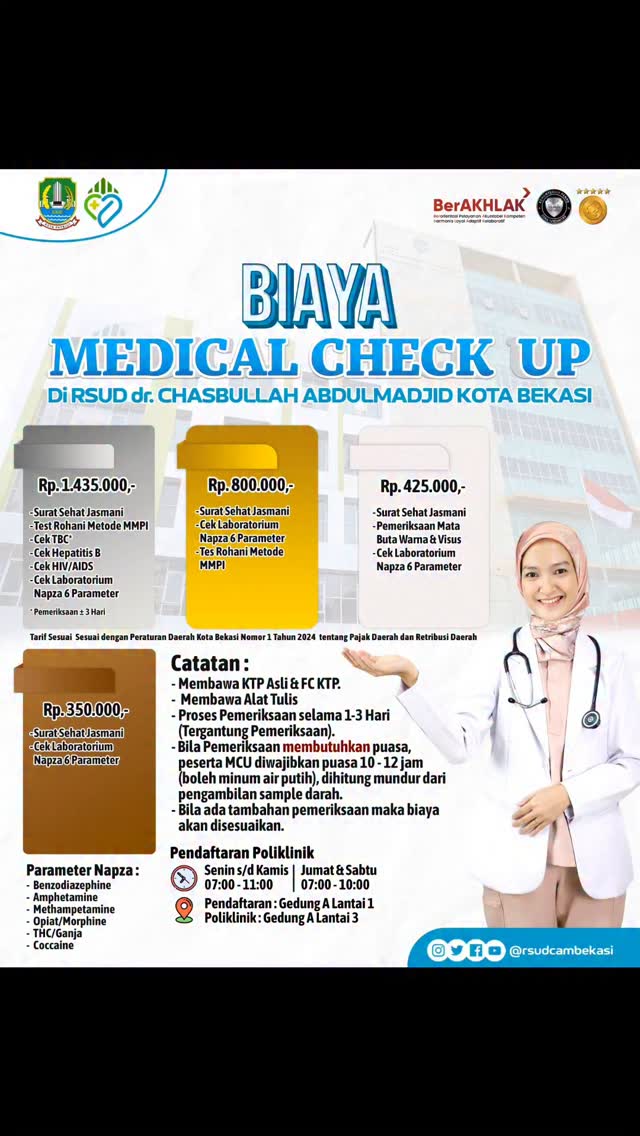 BerAKHLAK
Berorientasi Pelayanan Akuntabel Kompeten
Harmonis Loyal Adaptif Kolaboratif
BIAYA
MEDICAL CHECK UP
Di RSUD dr. CHASBULLAH ABDULMADJID KOTA BEKASI
Rp. 1.435.000,-
-Surat Sehat Jasmani
-Test Rohani Metode MMPI
-Cek TBC*
-Cek Hepatitis B
-Cek HIV/AIDS
-Cek Laboratorium
Napza 6 Parameter
* Pemeriksaan ± 3 Hari
Rp. 800.000,-
-Surat Sehat Jasmani
-Cek Laboratorium
Napza 6 Parameter
-Tes Rohani Metode
MMPI
Rp. 425.000,-
-Surat Sehat Jasmani
-Pemeriksaan Mata
Buta Warna & Visus
-Cek Laboratorium
Napza 6 Parameter
Tarif Sesuai Sesuai dengan Peraturan Daerah Kota Bekasi Nomor 1 Tahun 2024 tentang Pajak Daerah dan Retribusi Daerah
Rp. 350.000,-
-Surat Sehat Jasmani
-Cek Laboratorium
Napza 6 Parameter
Catatan :
- Membawa KTP Asli & FC KTP.
- Membawa Alat Tulis
- Proses Pemeriksaan selama 1-3 Hari
(Tergantung Pemeriksaan).
- Bila Pemeriksaan membutuhkan puasa,
peserta MCU diwajibkan puasa 10 - 12 jam
(boleh minum air putih), dihitung mundur dari
pengambilan sample darah.
- Bila ada tambahan pemeriksaan maka biaya
akan disesuaikan.
Parameter Napza :
- Benzodiazephine
- Amphetamine
- Methampetamine
- Opiat/Morphine
- THC/Ganja
- Coccaine
Pendaftaran Poliklinik
Senin s/d Kamis | Jumat & Sabtu
07:00 - 11:00 | 07:00 - 10:00
Pendaftaran : Gedung A Lantai 1
Poliklinik : Gedung A Lantai 3
@rsudcambekasi